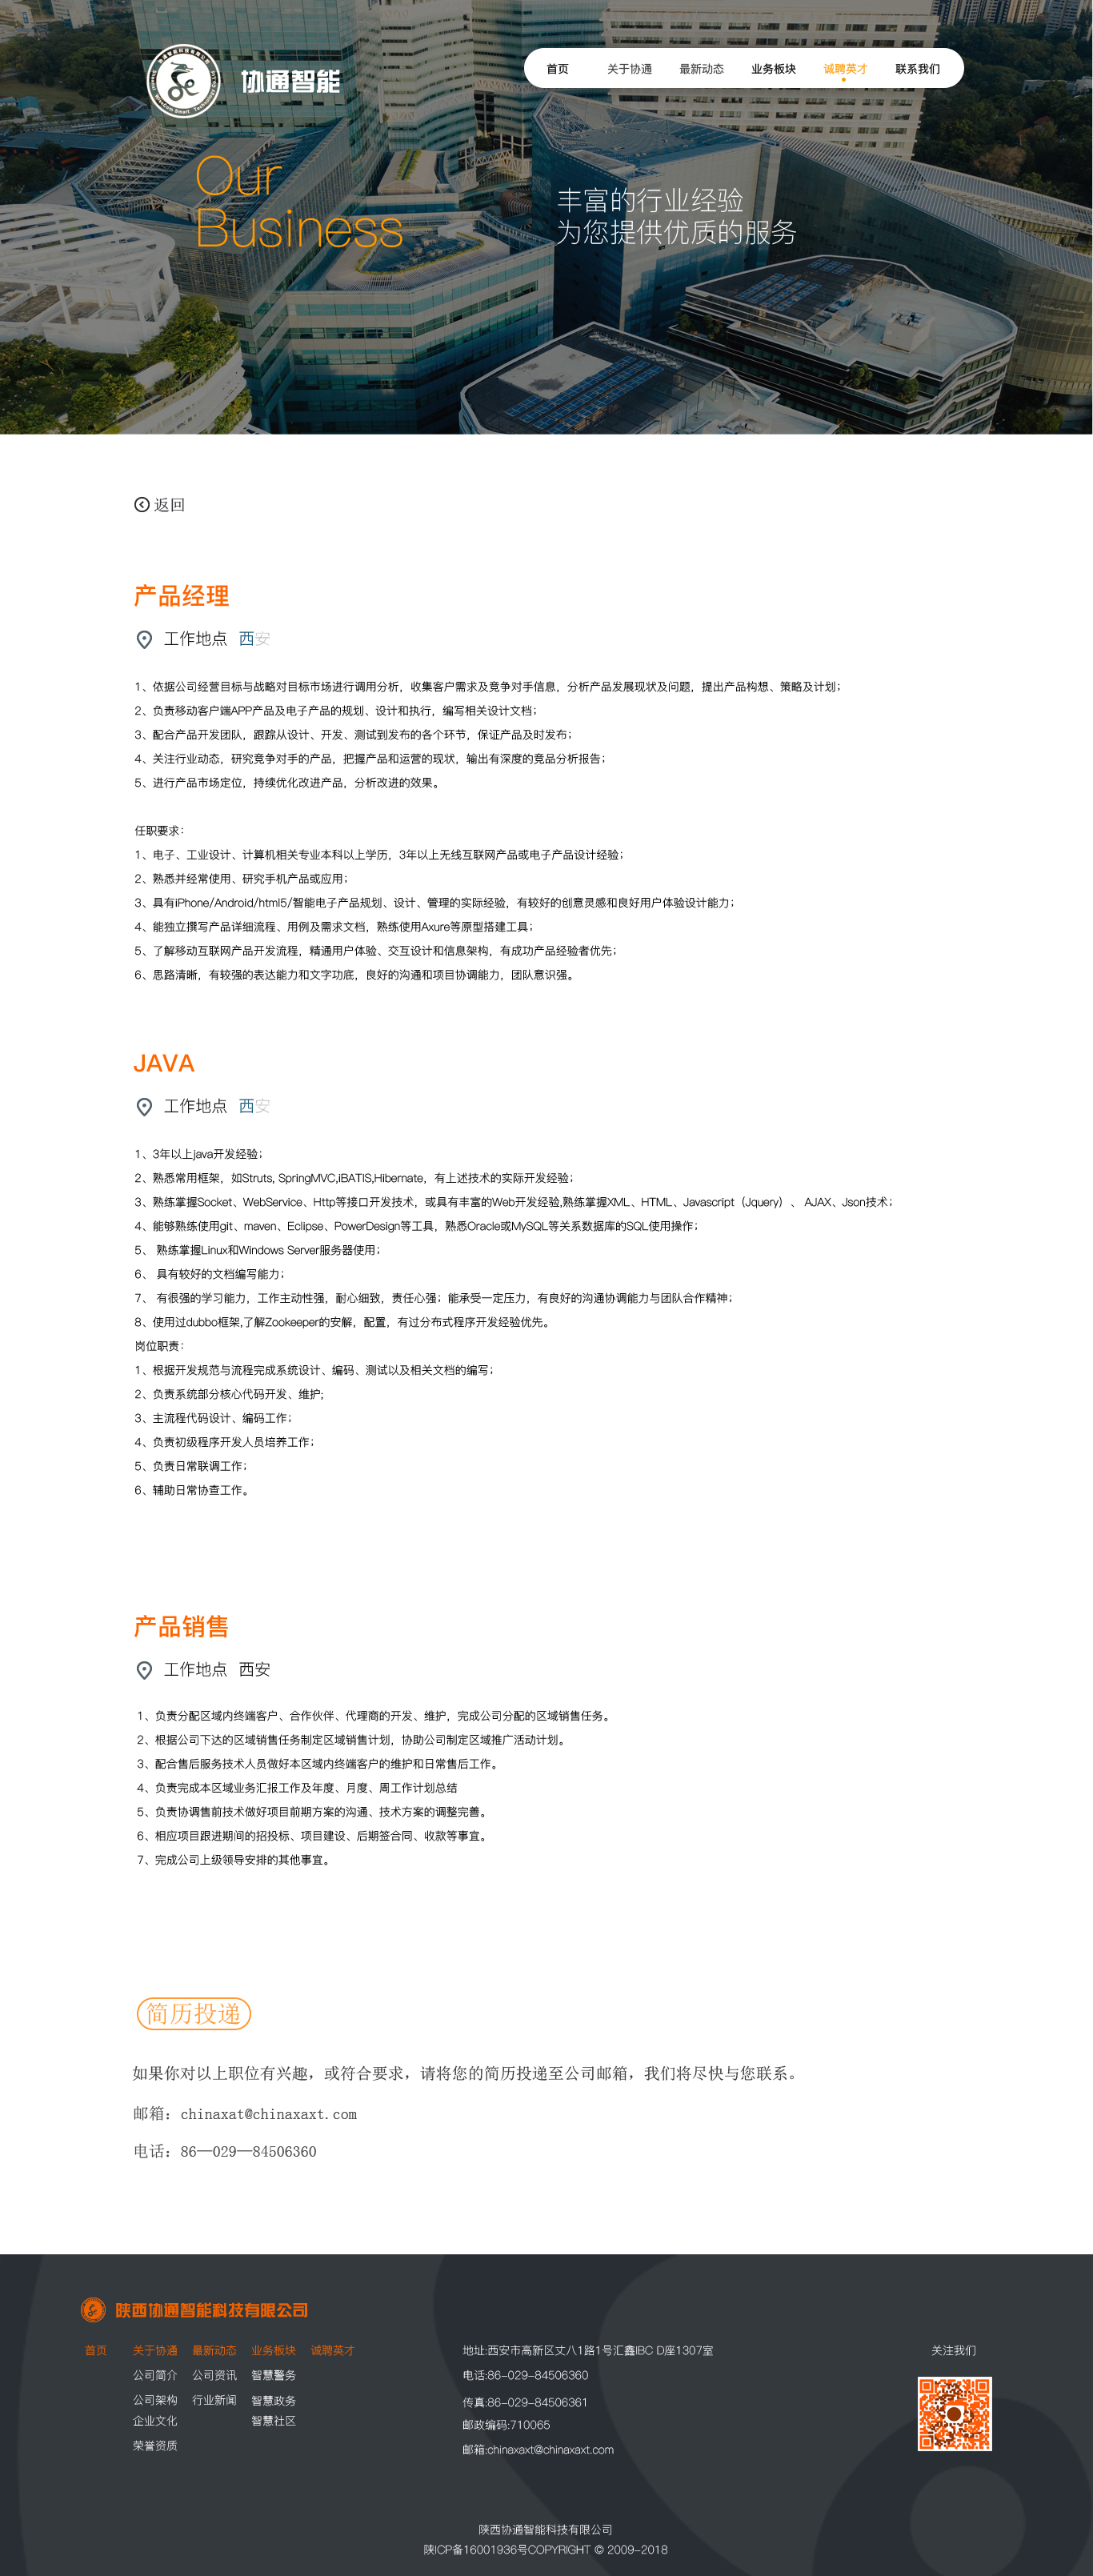 协通智能
首页 关于协通 最新动态 业务板块 诚聘英才 联系我们
Our
Business
丰富的行业经验
为您提供优质的服务
返回
产品经理
工作地点 西安
1、依据公司经营目标与战略对目标市场进行调用分析，收集客户需求及竞争对手信息，分析产品发展现状及问题，提出产品构想、策略及计划；
2、负责移动客户端APP产品及电子产品的规划、设计和执行，编写相关设计文档；
3、配合产品开发团队，跟踪从设计、开发、测试到发布的各个环节，保证产品及时发布；
4、关注行业动态，研究竞争对手的产品，把握产品和运营的现状，输出有深度的竞品分析报告；
5、进行产品市场定位，持续优化改进产品，分析改进的效果。
任职要求：
1、电子、工业设计、计算机相关专业本科以上学历，3年以上无线互联网产品或电子产品设计经验；
2、熟悉并经常使用、研究手机产品或应用；
3、具有iPhone/Android/html5/智能电子产品规划、设计、管理的实际经验，有较好的创意灵感和良好用户体验设计能力；
4、能独立撰写产品详细流程、用例及需求文档，熟练使用Axure等原型搭建工具；
5、了解移动互联网产品开发流程，精通用户体验、交互设计和信息架构，有成功产品经验者优先；
6、思路清晰，有较强的表达能力和文字功底，良好的沟通和项目协调能力，团队意识强。
JAVA
工作地点 西安
1、3年以上java开发经验；
2、熟悉常用框架，如Struts, SpringMVC,iBATIS,Hibernate，有上述技术的实际开发经验；
3、熟练掌握Socket、WebService、Http等接口开发技术，或具有丰富的Web开发经验,熟练掌握XML、HTML、Javascript（Jquery）、 AJAX、Json技术；
4、能够熟练使用git、maven、Eclipse、PowerDesign等工具，熟悉Oracle或MySQL等关系数据库的SQL使用操作；
5、 熟练掌握Linux和Windows Server服务器使用；
6、 具有较好的文档编写能力；
7、 有很强的学习能力，工作主动性强，耐心细致，责任心强；能承受一定压力，有良好的沟通协调能力与团队合作精神；
8、使用过dubbo框架,了解Zookeeper的安解，配置，有过分布式程序开发经验优先。
岗位职责：
1、根据开发规范与流程完成系统设计、编码、测试以及相关文档的编写；
2、负责系统部分核心代码开发、维护;
3、主流程代码设计、编码工作；
4、负责初级程序开发人员培养工作；
5、负责日常联调工作；
6、辅助日常协查工作。
产品销售
工作地点 西安
1、负责分配区域内终端客户、合作伙伴、代理商的开发、维护，完成公司分配的区域销售任务。
2、根据公司下达的区域销售任务制定区域销售计划，协助公司制定区域推广活动计划。
3、配合售后服务技术人员做好本区域内终端客户的维护和日常售后工作。
4、负责完成本区域业务汇报工作及年度、月度、周工作计划总结
5、负责协调售前技术做好项目前期方案的沟通、技术方案的调整完善。
6、相应项目跟进期间的招投标、项目建设、后期签合同、收款等事宜。
7、完成公司上级领导安排的其他事宜。
简历投递
如果你对以上职位有兴趣，或符合要求，请将您的简历投递至公司邮箱，我们将尽快与您联系。
邮箱：chinaxat@chinaxaxt.com
电话：86—029—84506360
陕西协通智能科技有限公司
首页 关于协通 最新动态 业务板块 诚聘英才 地址:西安市高新区丈八1路1号汇鑫IBC D座1307室 关注我们
公司简介 公司资讯 智慧警务 电话:86-029-84506360
公司架构 行业新闻 智慧政务 传真:86-029-84506361
企业文化 智慧社区 邮政编码:710065
荣誉资质 邮箱:chinaxaxt@chinaxaxt.com
陕西协通智能科技有限公司
陕ICP备16001936号COPYRIGHT © 2009-2018